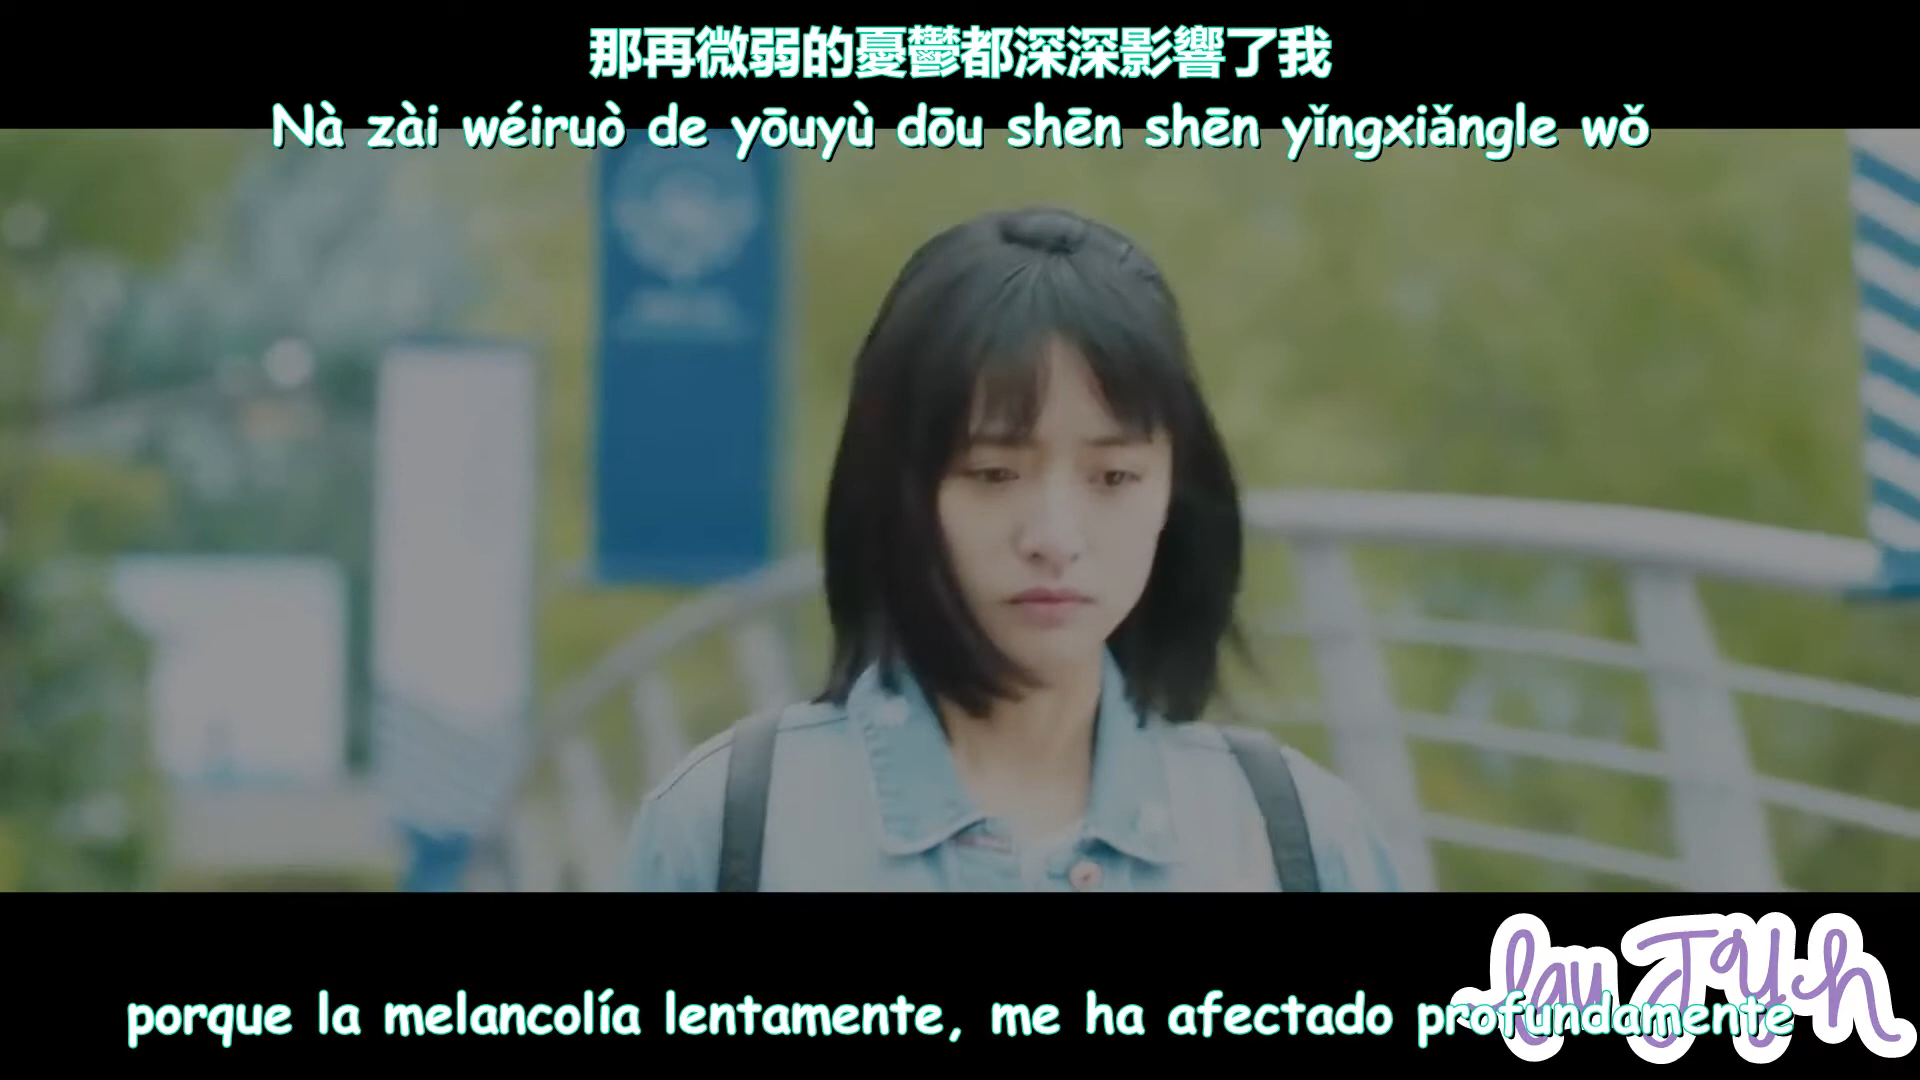 那再微弱的憂鬱都深深影響了我
Nà zài wéiruò de yōuyù dōu shēn shēn yǐngxiǎngle wǒ
porque la melancolía lentamente, me ha afectado profundamente